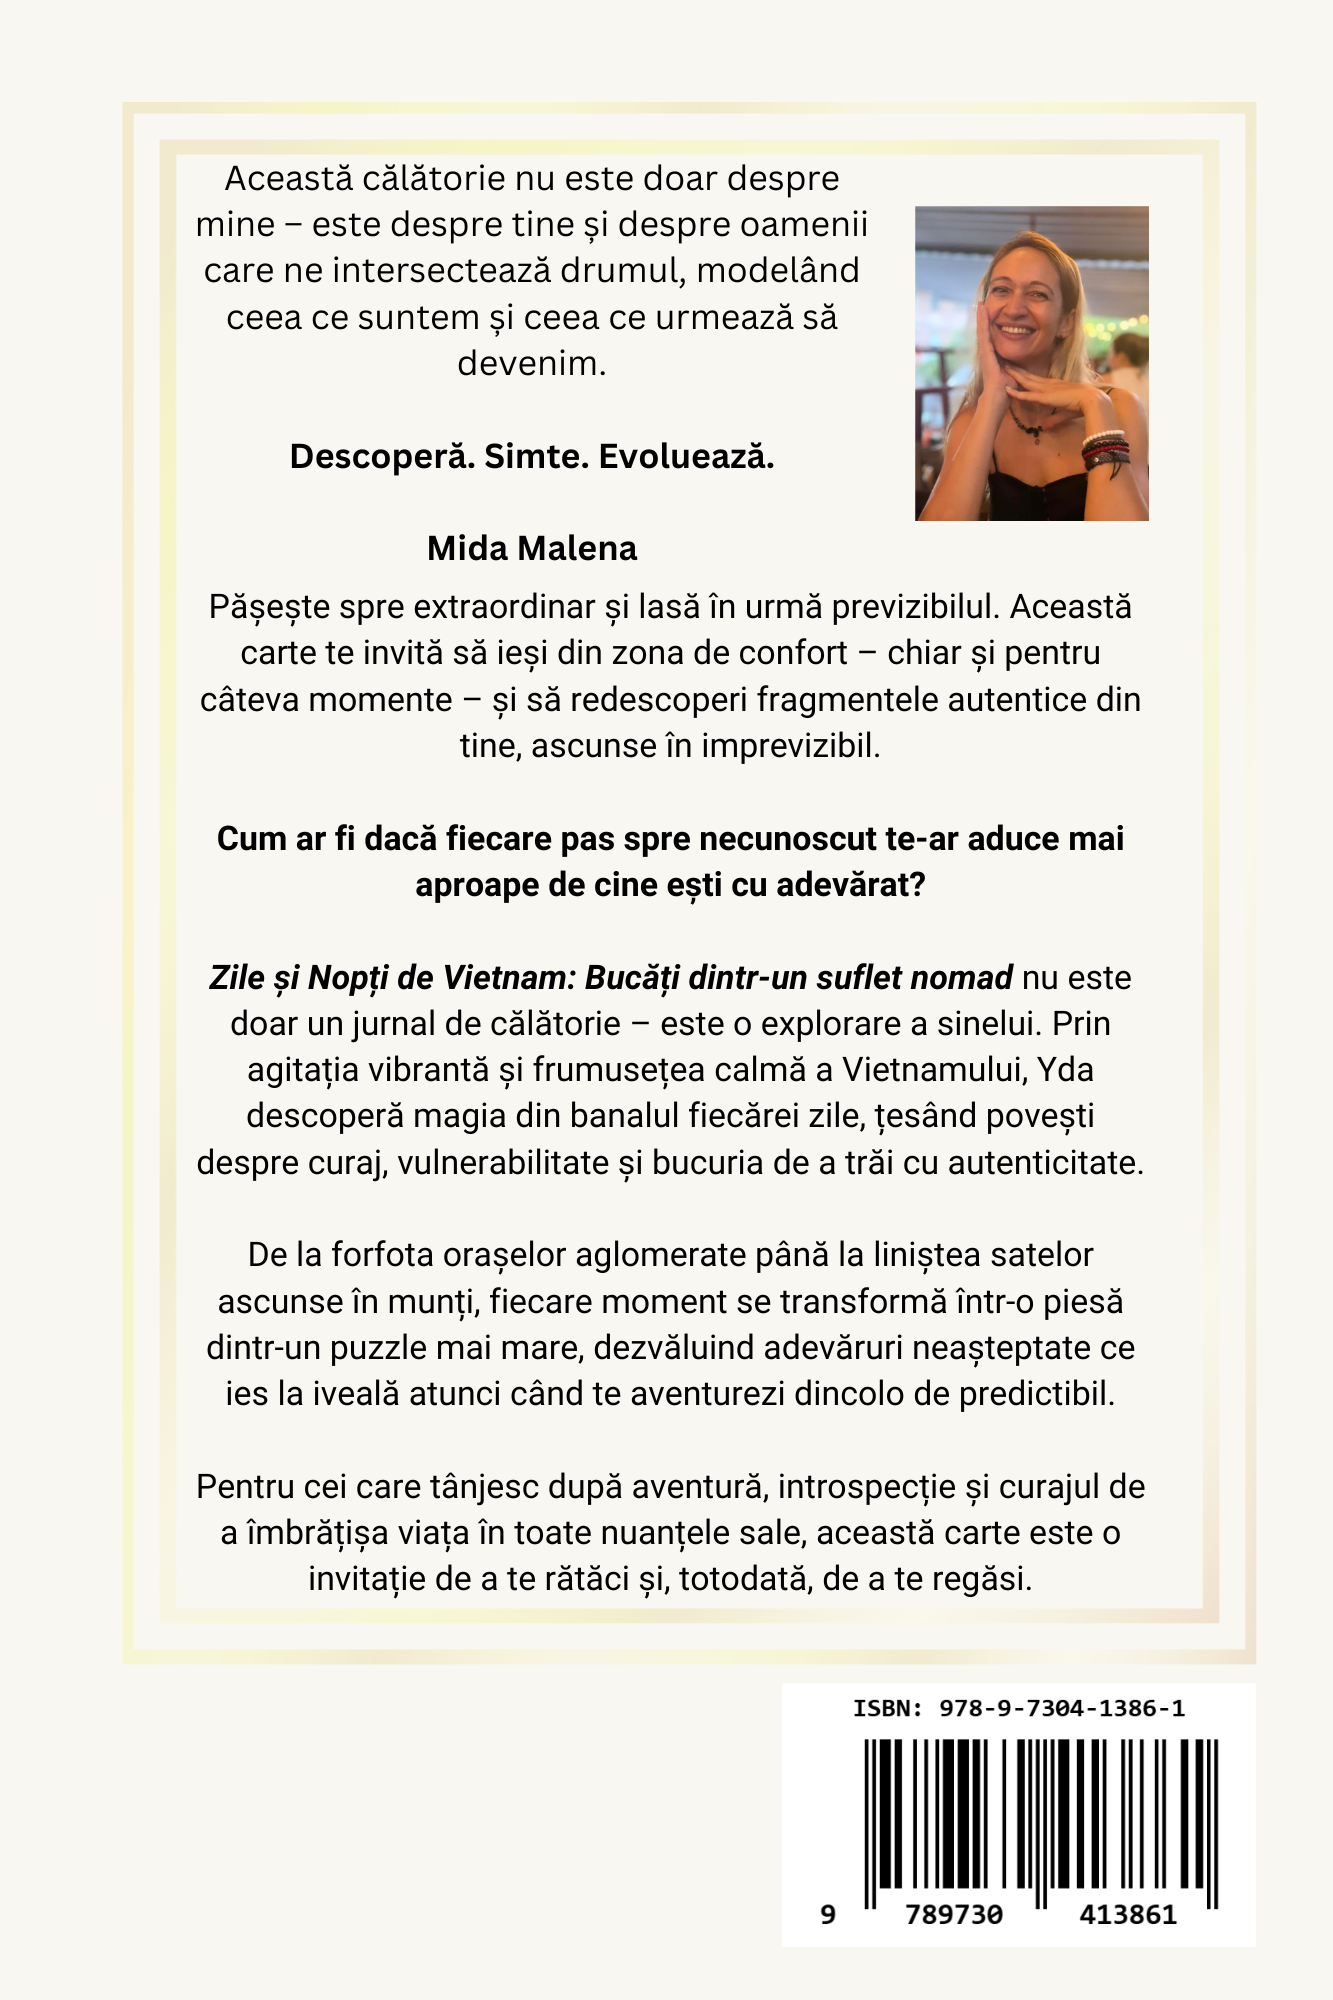 Această călătorie nu este doar despre
mine – este despre tine și despre oamenii
care ne intersectează drumul, modelând
ceea ce suntem și ceea ce urmează să
devenim.
Descoperă. Simte. Evoluează.
Mida Malena
Pășește spre extraordinar și lasă în urmă previzibilul. Această
carte te invită să ieși din zona de confort – chiar și pentru
câteva momente – și să redescoperi fragmentele autentice din
tine, ascunse în imprevizibil.
Cum ar fi dacă fiecare pas spre necunoscut te-ar aduce mai
aproape de cine ești cu adevărat?
Zile și Nopți de Vietnam: Bucăți dintr-un suflet nomad nu este
doar un jurnal de călătorie – este o explorare a sinelui. Prin
agitația vibrantă și frumusețea calmă a Vietnamului, Yda
descoperă magia din banalul fiecărei zile, țesând povești
despre curaj, vulnerabilitate și bucuria de a trăi cu autenticitate.
De la forfota orașelor aglomerate până la liniștea satelor
ascunse în munți, fiecare moment se transformă într-o piesă
dintr-un puzzle mai mare, dezvăluind adevăruri neașteptate ce
ies la iveală atunci când te aventurezi dincolo de predictibil.
Pentru cei care tânjesc după aventură, introspecție și curajul de
a îmbrățișa viața în toate nuanțele sale, această carte este o
invitație de a te rătăci și, totodată, de a te regăsi.
ISBN: 978-9-7304-1386-1
9 789730 413861